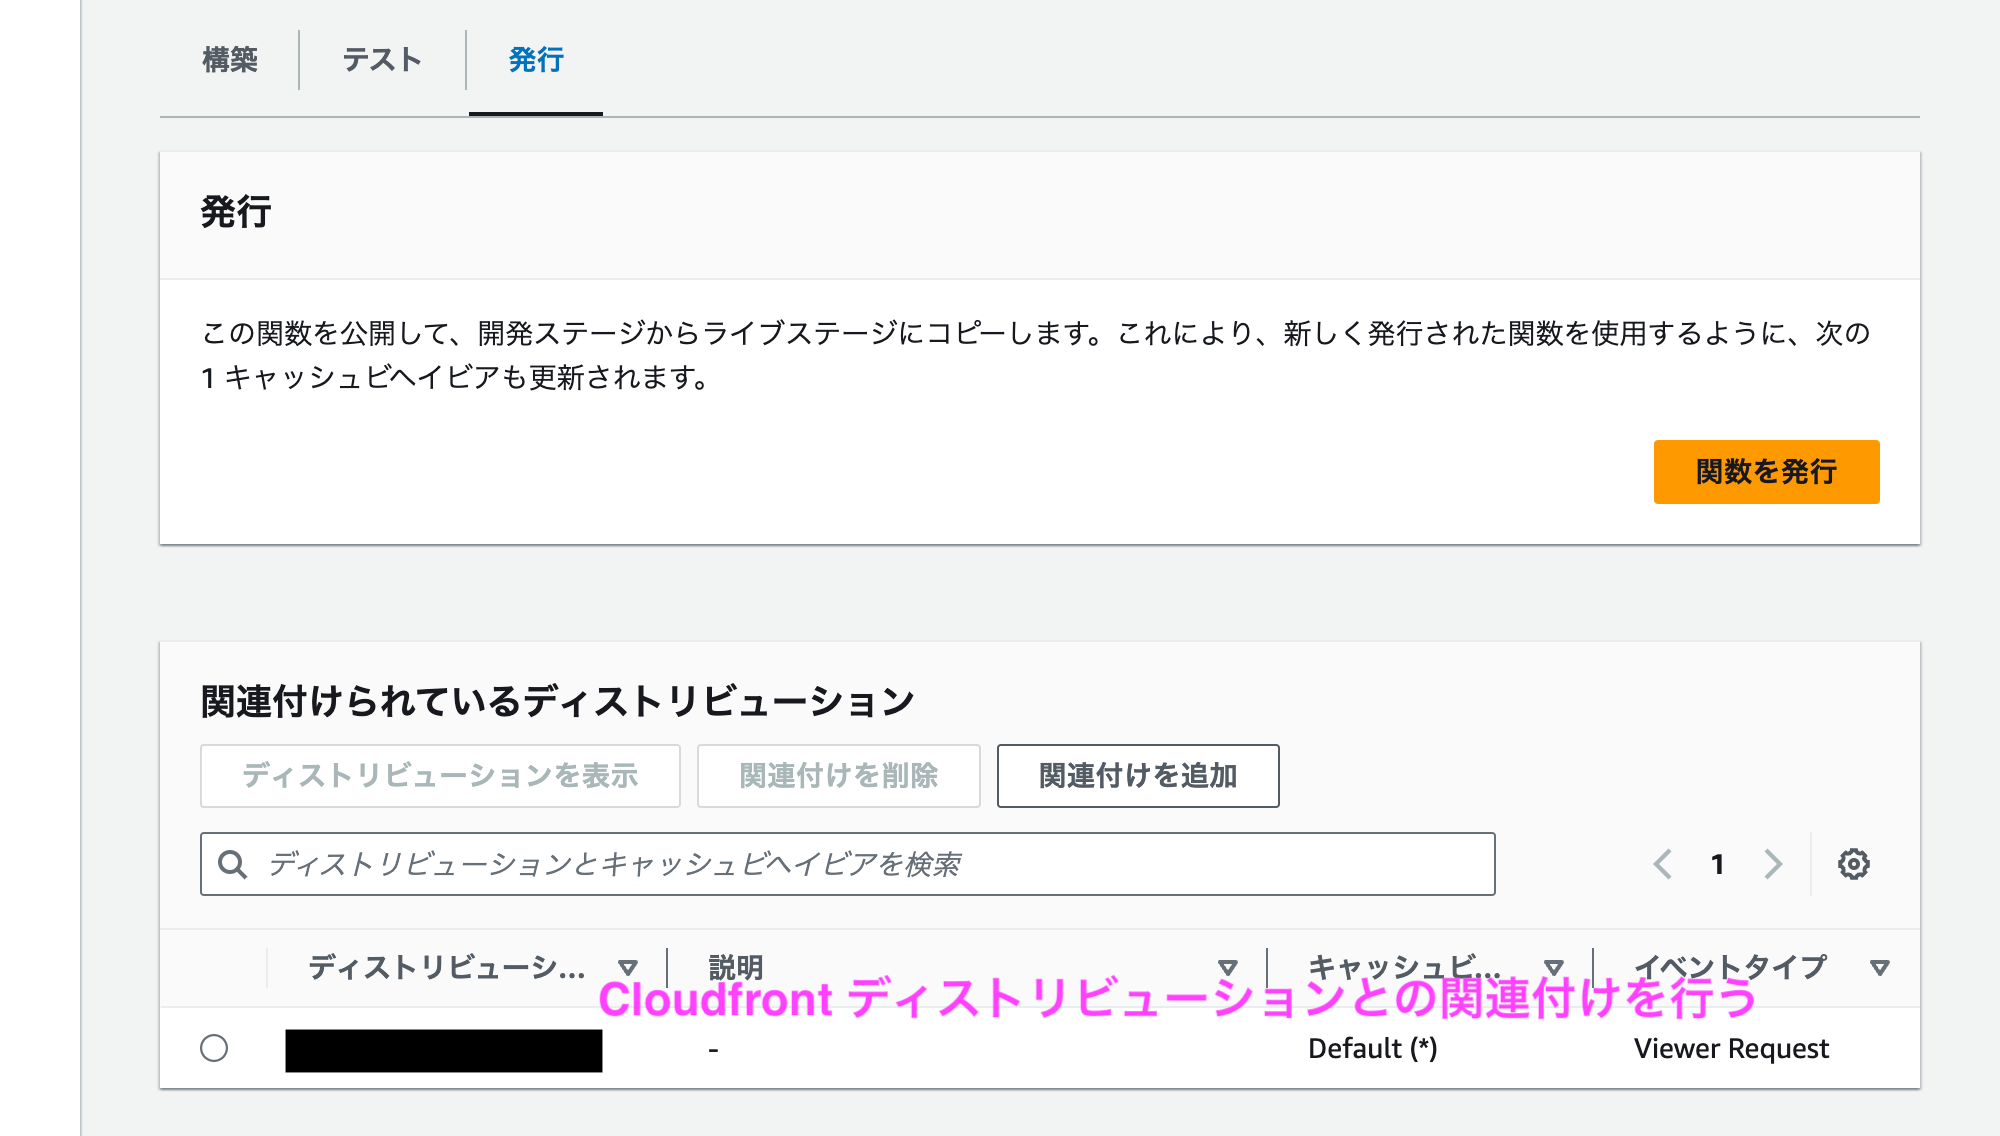 構築 テスト 発行
発行
この関数を公開して、開発ステージからライブステージにコピーします。これにより、新しく発行された関数を使用するように、次の
1 キャッシュビヘイビアも更新されます。
関数を発行
関連付けられているディストリビューション
ディストリビューションを表示 関連付けを削除 関連付けを追加
ディストリビューションとキャッシュビヘイビアを検索 1
ディストリビューシ... 説明 キャッシュビ... イベントタイプ
Cloudfront ディストリビューションとの関連付けを行う
- Default (*) Viewer Request